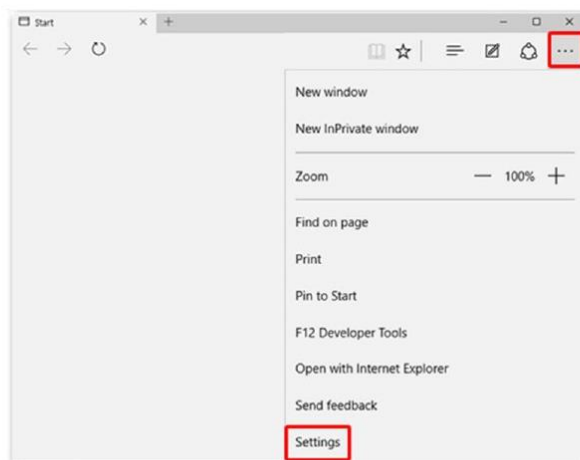 Start
New window
New InPrivate window
Zoom 100%
Find on page
Print
Pin to Start
F12 Developer Tools
Open with Internet Explorer
Send feedback
Settings